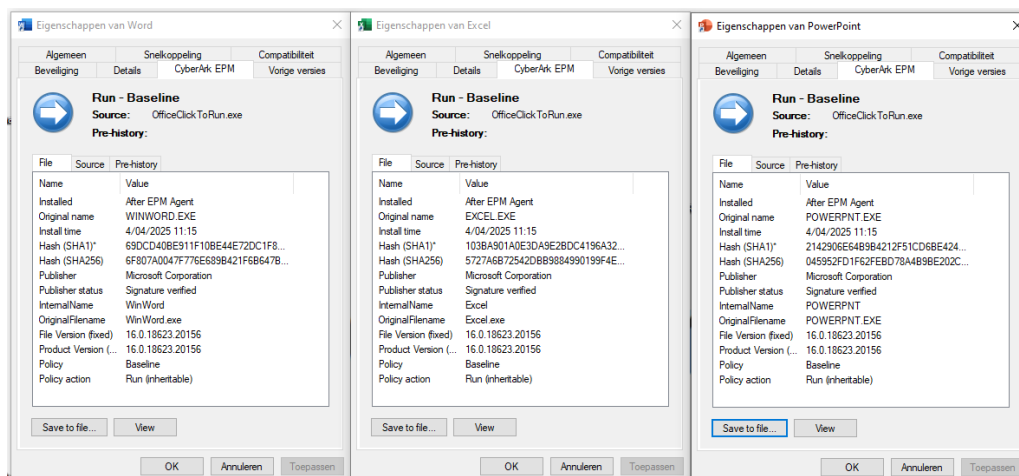 Eigenschappen van Word
Algemeen Snelkoppeling Compatibiliteit
Beveiliging Details CyberArk EPM Vorige versies
Run - Baseline
Source: OfficeClickToRun.exe
Pre-history:
File Source Pre-history
Name Value
Installed After EPM Agent
Original name WINWORD.EXE
Install time 4/04/2025 11:15
Hash (SHA1)* 69DCD40BE911F10BE44E72DC1F8...
Hash (SHA256) 6F807A0047F776E689B421F6B647B...
Publisher Microsoft Corporation
Publisher status Signature verified
InternalName WinWord
OriginalFilename WinWord.exe
File Version (fixed) 16.0.18623.20156
Product Version (... 16.0.18623.20156
Policy Baseline
Policy action Run (inheritable)
Save to file... View
OK Annuleren Toepassen
Eigenschappen van Excel
Algemeen Snelkoppeling Compatibiliteit
Beveiliging Details CyberArk EPM Vorige versies
Run - Baseline
Source: OfficeClickToRun.exe
Pre-history:
File Source Pre-history
Name Value
Installed After EPM Agent
Original name EXCEL.EXE
Install time 4/04/2025 11:15
Hash (SHA1)* 103BA901A0E3DA9E2BDC4196A32...
Hash (SHA256) 5727A6B72542DBB9884990199F4E...
Publisher Microsoft Corporation
Publisher status Signature verified
InternalName Excel
OriginalFilename Excel.exe
File Version (fixed) 16.0.18623.20156
Product Version (... 16.0.18623.20156
Policy Baseline
Policy action Run (inheritable)
Save to file... View
OK Annuleren Toepassen
Eigenschappen van PowerPoint
Algemeen Snelkoppeling Compatibiliteit
Beveiliging Details CyberArk EPM Vorige versies
Run - Baseline
Source: OfficeClickToRun.exe
Pre-history:
File Source Pre-history
Name Value
Installed After EPM Agent
Original name POWERPNT.EXE
Install time 4/04/2025 11:15
Hash (SHA1)* 2142906E64B9B4212F51CD6BE424...
Hash (SHA256) 045952FD1F62FEBD78A4B9BE202C...
Publisher Microsoft Corporation
Publisher status Signature verified
InternalName POWERPNT
OriginalFilename POWERPNT.EXE
File Version (fixed) 16.0.18623.20156
Product Version (... 16.0.18623.20156
Policy Baseline
Policy action Run (inheritable)
Save to file... View
OK Annuleren Toepassen